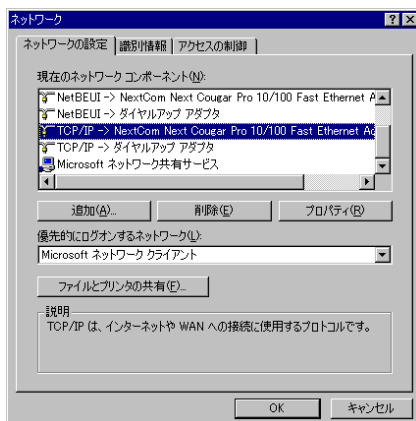 ネットワーク
ネットワークの設定 識別情報 アクセスの制御
現在のネットワーク コンポーネント(N):
NetBEUI -> NextCom Next Cougar Pro 10/100 Fast Ethernet A
NetBEUI -> ダイヤルアップ アダプタ
TCP/IP -> NextCom Next Cougar Pro 10/100 Fast Ethernet Ad
TCP/IP -> ダイヤルアップ アダプタ
Microsoft ネットワーク共有サービス
追加(A)... 削除(E) プロパティ(R)
優先的にログオンするネットワーク(L):
Microsoft ネットワーク クライアント
ファイルとプリンタの共有(F)...
説明
TCP/IP は、インターネットや WAN への接続に使用するプロトコルです。
OK キャンセル